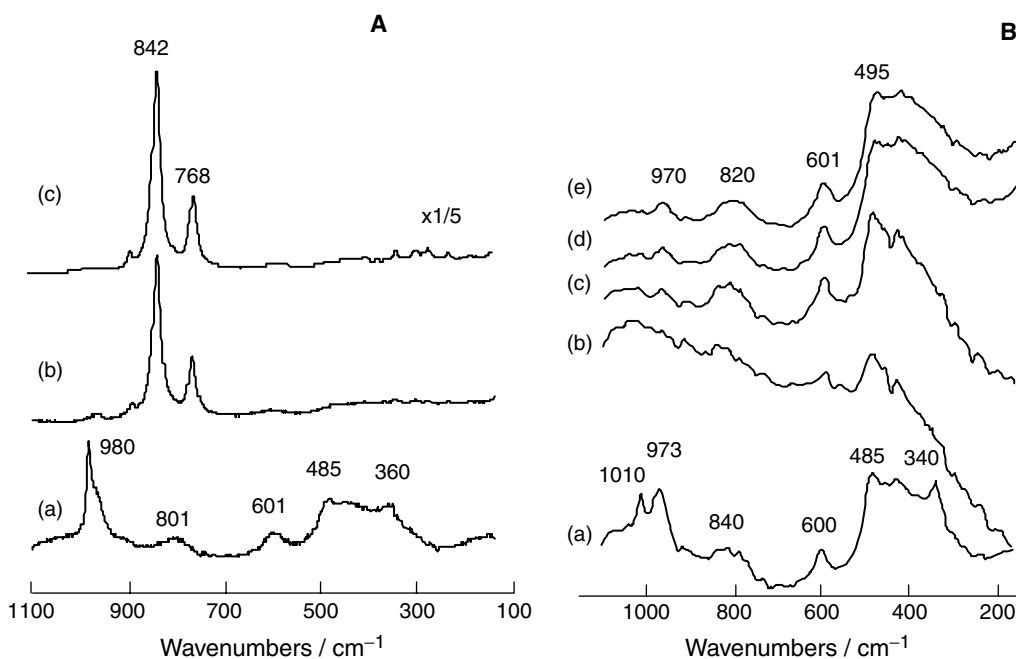 A
842
768
(c)
x1/5
(b)
980
801
601
485
360
(a)
1100 900 700 500 300 100
Wavenumbers / cm−1
B
495
601
820
970
(e)
(d)
(c)
(b)
1010
973
840
600
485
340
(a)
1000 800 600 400 200
Wavenumbers / cm−1